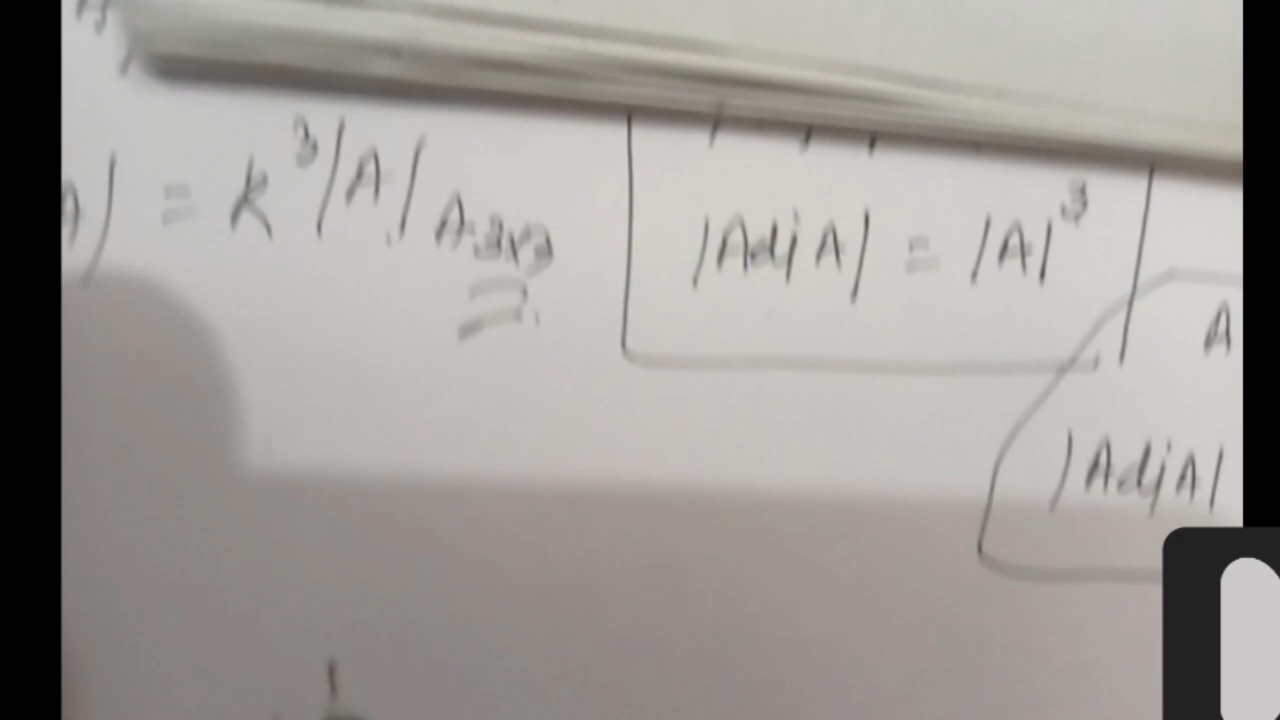 A| = K³|A| A:3x3
|Adj A| = |A|³
A
|Adj A|